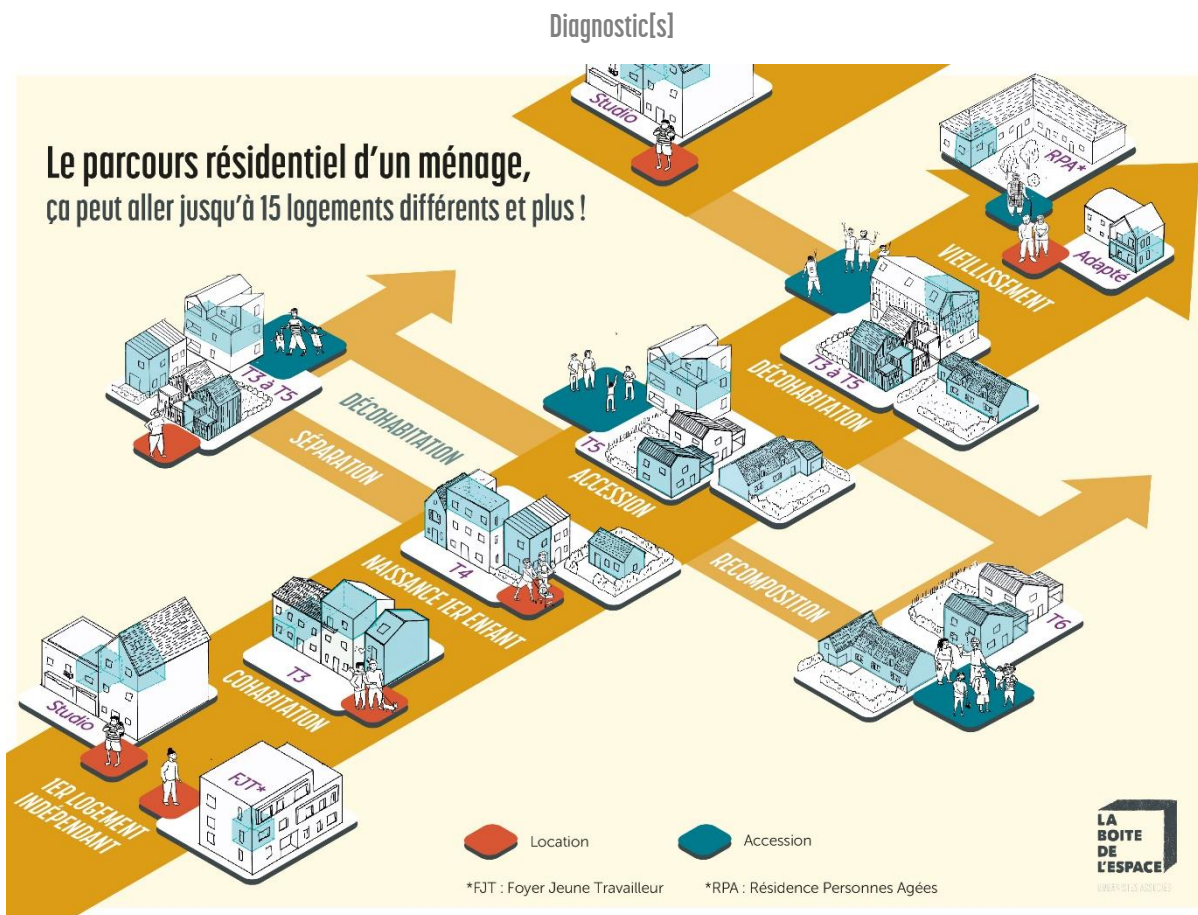 Diagnostic[s]
Le parcours résidentiel d'un ménage,
ça peut aller jusqu'à 15 logements différents et plus !
Studio
RPA*
Adapté
VIEILLISSEMENT
T3 à T5
DÉCOHABITATION
T3 à T5
DÉCOHABITATION
SÉPARATION
T5
ACCESSION
T4
NAISSANCE 1ER ENFANT
RECOMPOSITION
T6
T3
COHABITATION
Studio
FJT*
1ER LOGEMENT
INDÉPENDANT
Location
Accession
*FJT : Foyer Jeune Travailleur
*RPA : Résidence Personnes Agées
LA
BOITE
DE
L'ESPACE